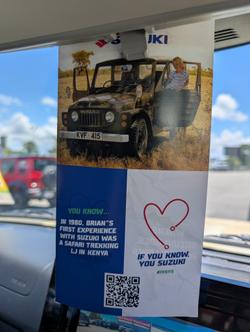 SUZUKI
KVF 415
YOU KNOW...
IN 1980, BRIAN'S
FIRST EXPERIENCE
WITH SUZUKI WAS
A SAFARI TREKKING
LJ IN KENYA
IF YOU KNOW,
YOU SUZUKI